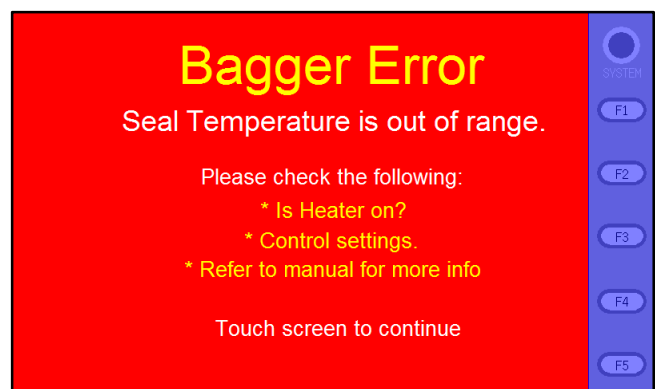 Bagger Error
Seal Temperature is out of range.
Please check the following:
* Is Heater on?
* Control settings.
* Refer to manual for more info
Touch screen to continue
SYSTEM
F1
F2
F3
F4
F5